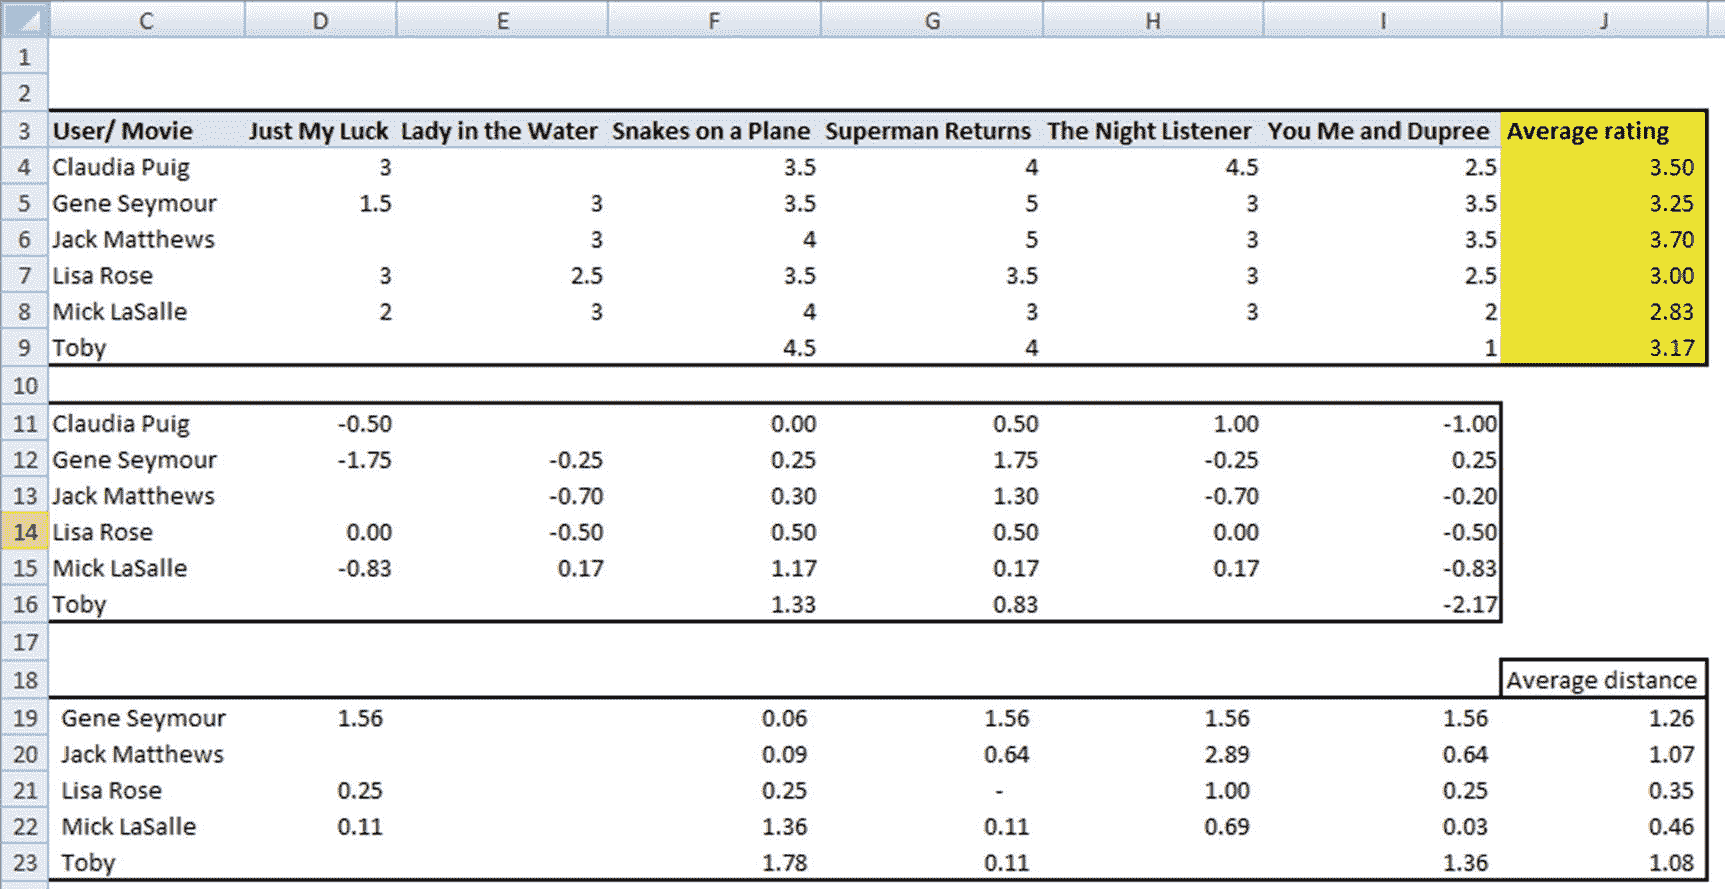 C D E F G H I J
1
2
3 User/ Movie Just My Luck Lady in the Water Snakes on a Plane Superman Returns The Night Listener You Me and Dupree Average rating
4 Claudia Puig 3 3.5 4 4.5 2.5 3.50
5 Gene Seymour 1.5 3 3.5 5 3 3.5 3.25
6 Jack Matthews 3 4 5 3 3.5 3.70
7 Lisa Rose 3 2.5 3.5 3.5 3 2.5 3.00
8 Mick LaSalle 2 3 4 3 3 2 2.83
9 Toby 4.5 4 1 3.17
10
11 Claudia Puig -0.50 0.00 0.50 1.00 -1.00
12 Gene Seymour -1.75 -0.25 0.25 1.75 -0.25 0.25
13 Jack Matthews -0.70 0.30 1.30 -0.70 -0.20
14 Lisa Rose 0.00 -0.50 0.50 0.50 0.00 -0.50
15 Mick LaSalle -0.83 0.17 1.17 0.17 0.17 -0.83
16 Toby 1.33 0.83 -2.17
17
18 Average distance
19 Gene Seymour 1.56 0.06 1.56 1.56 1.56 1.26
20 Jack Matthews 0.09 0.64 2.89 0.64 1.07
21 Lisa Rose 0.25 0.25 - 1.00 0.25 0.35
22 Mick LaSalle 0.11 1.36 0.11 0.69 0.03 0.46
23 Toby 1.78 0.11 1.36 1.08